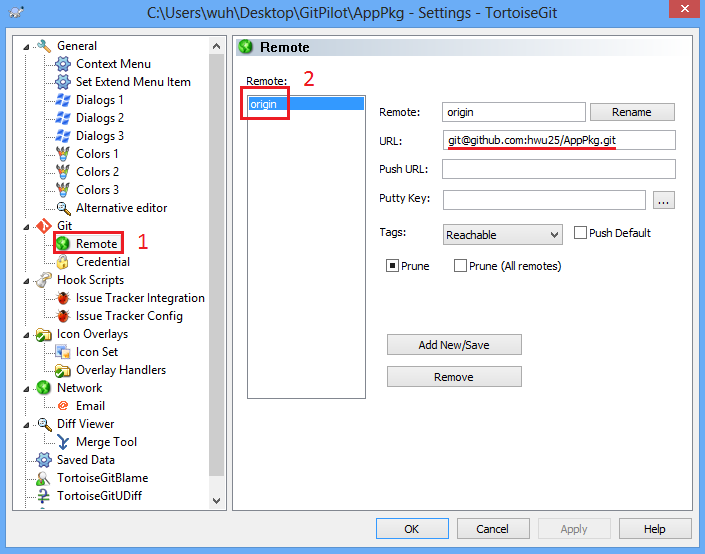 C:\Users\wuh\Desktop\GitPilot\AppPkg - Settings - TortoiseGit
General
Context Menu
Set Extend Menu Item
Dialogs 1
Dialogs 2
Dialogs 3
Colors 1
Colors 2
Colors 3
Alternative editor
Git
Remote 1
Credential
Hook Scripts
Issue Tracker Integration
Issue Tracker Config
Icon Overlays
Icon Set
Overlay Handlers
Network
Email
Diff Viewer
Merge Tool
Saved Data
TortoiseGitBlame
TortoiseGitUDiff
Remote
Remote: 2
origin
Remote: origin Rename
URL: git@github.com:hwu25/AppPkg.git
Push URL:
Putty Key: ...
Tags: Reachable Push Default
Prune Prune (All remotes)
Add New/Save
Remove
OK Cancel Apply Help